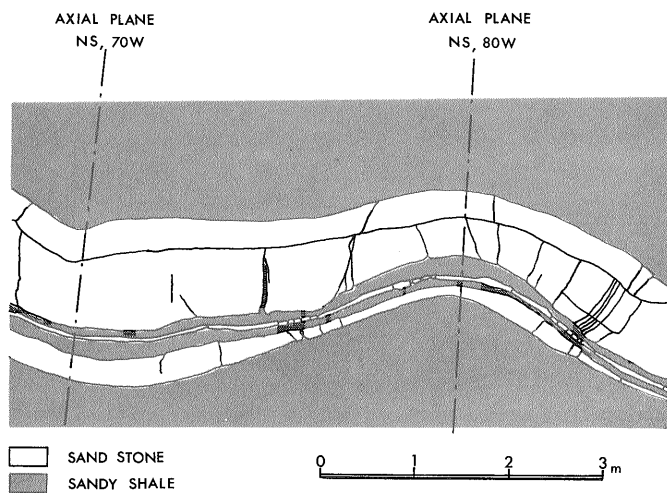 AXIAL PLANE
NS, 70W
AXIAL PLANE
NS, 80W
SAND STONE
SANDY SHALE
0 1 2 3 m